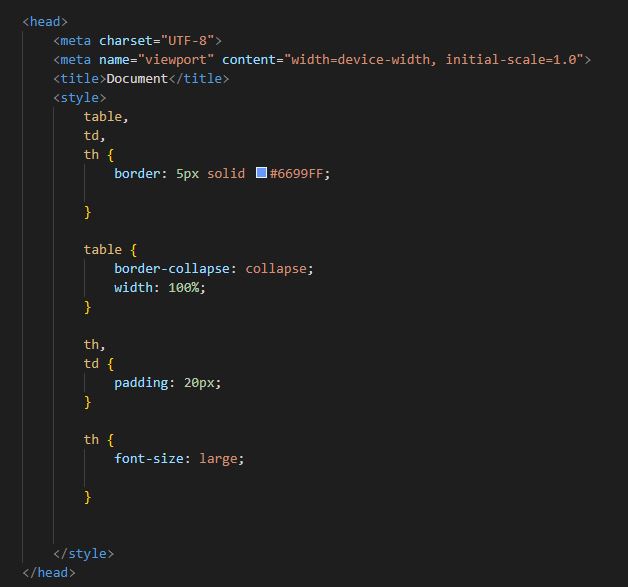 <head>
<meta charset="UTF-8">
<meta name="viewport" content="width=device-width, initial-scale=1.0">
<title>Document</title>
<style>
table,
td,
th {
border: 5px solid #6699FF;
}
table {
border-collapse: collapse;
width: 100%;
}
th,
td {
padding: 20px;
}
th {
font-size: large;
}
</style>
</head>